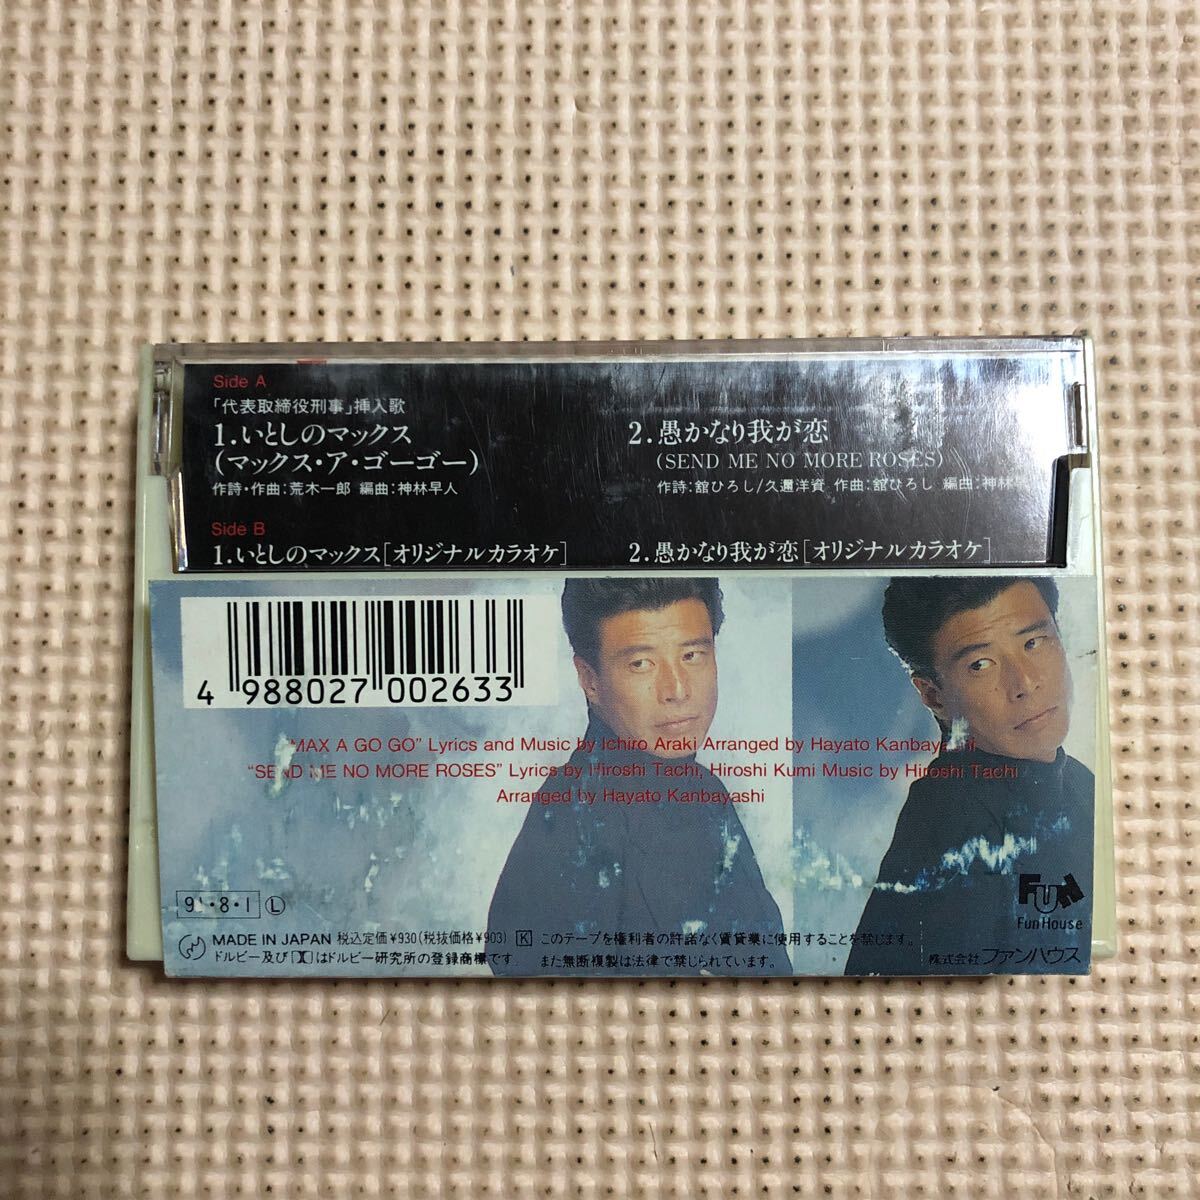 Side A
「代表取締役刑事」挿入歌
1.いとしのマックス
(マックス・ア・ゴーゴー)
作詩・作曲:荒木一郎 編曲:神林早人
2.愚かなり我が恋
(SEND ME NO MORE ROSES)
作詩:舘ひろし/久邇洋資 作曲:舘ひろし 編曲:神林
Side B
1.いとしのマックス[オリジナルカラオケ]
2.愚かなり我が恋[オリジナルカラオケ]
4 988027 002633
"MAX A GO GO" Lyrics and Music by Ichiro Araki Arranged by Hayato Kanbayashi
"SEND ME NO MORE ROSES" Lyrics by Hiroshi Tachi, Hiroshi Kumi Music by Hiroshi Tachi
Arranged by Hayato Kanbayashi
91・8・1 Ⓛ
MADE IN JAPAN 税込定価¥930(税抜価格¥903) K このテープを権利者の許諾なく賃貸業に使用することを禁じます。
ドルビー及び はドルビー研究所の登録商標です. また無断複製は法律で禁じられています。
Fun
Fun House
株式会社 ファンハウス